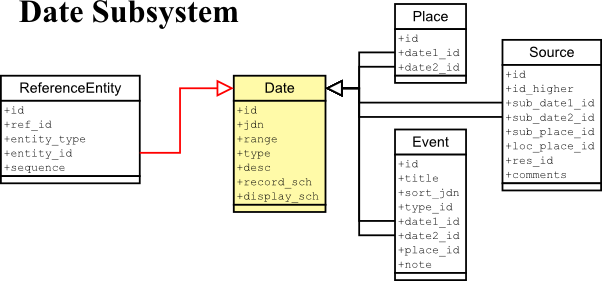 Date Subsystem
ReferenceEntity
+id
+ref_id
+entity_type
+entity_id
+sequence
Date
+id
+jdn
+range
+type
+desc
+record_sch
+display_sch
Place
+id
+date1_id
+date2_id
Event
+id
+title
+sort_jdn
+type_id
+date1_id
+date2_id
+place_id
+note
Source
+id
+id_higher
+sub_date1_id
+sub_date2_id
+sub_place_id
+loc_place_id
+res_id
+comments